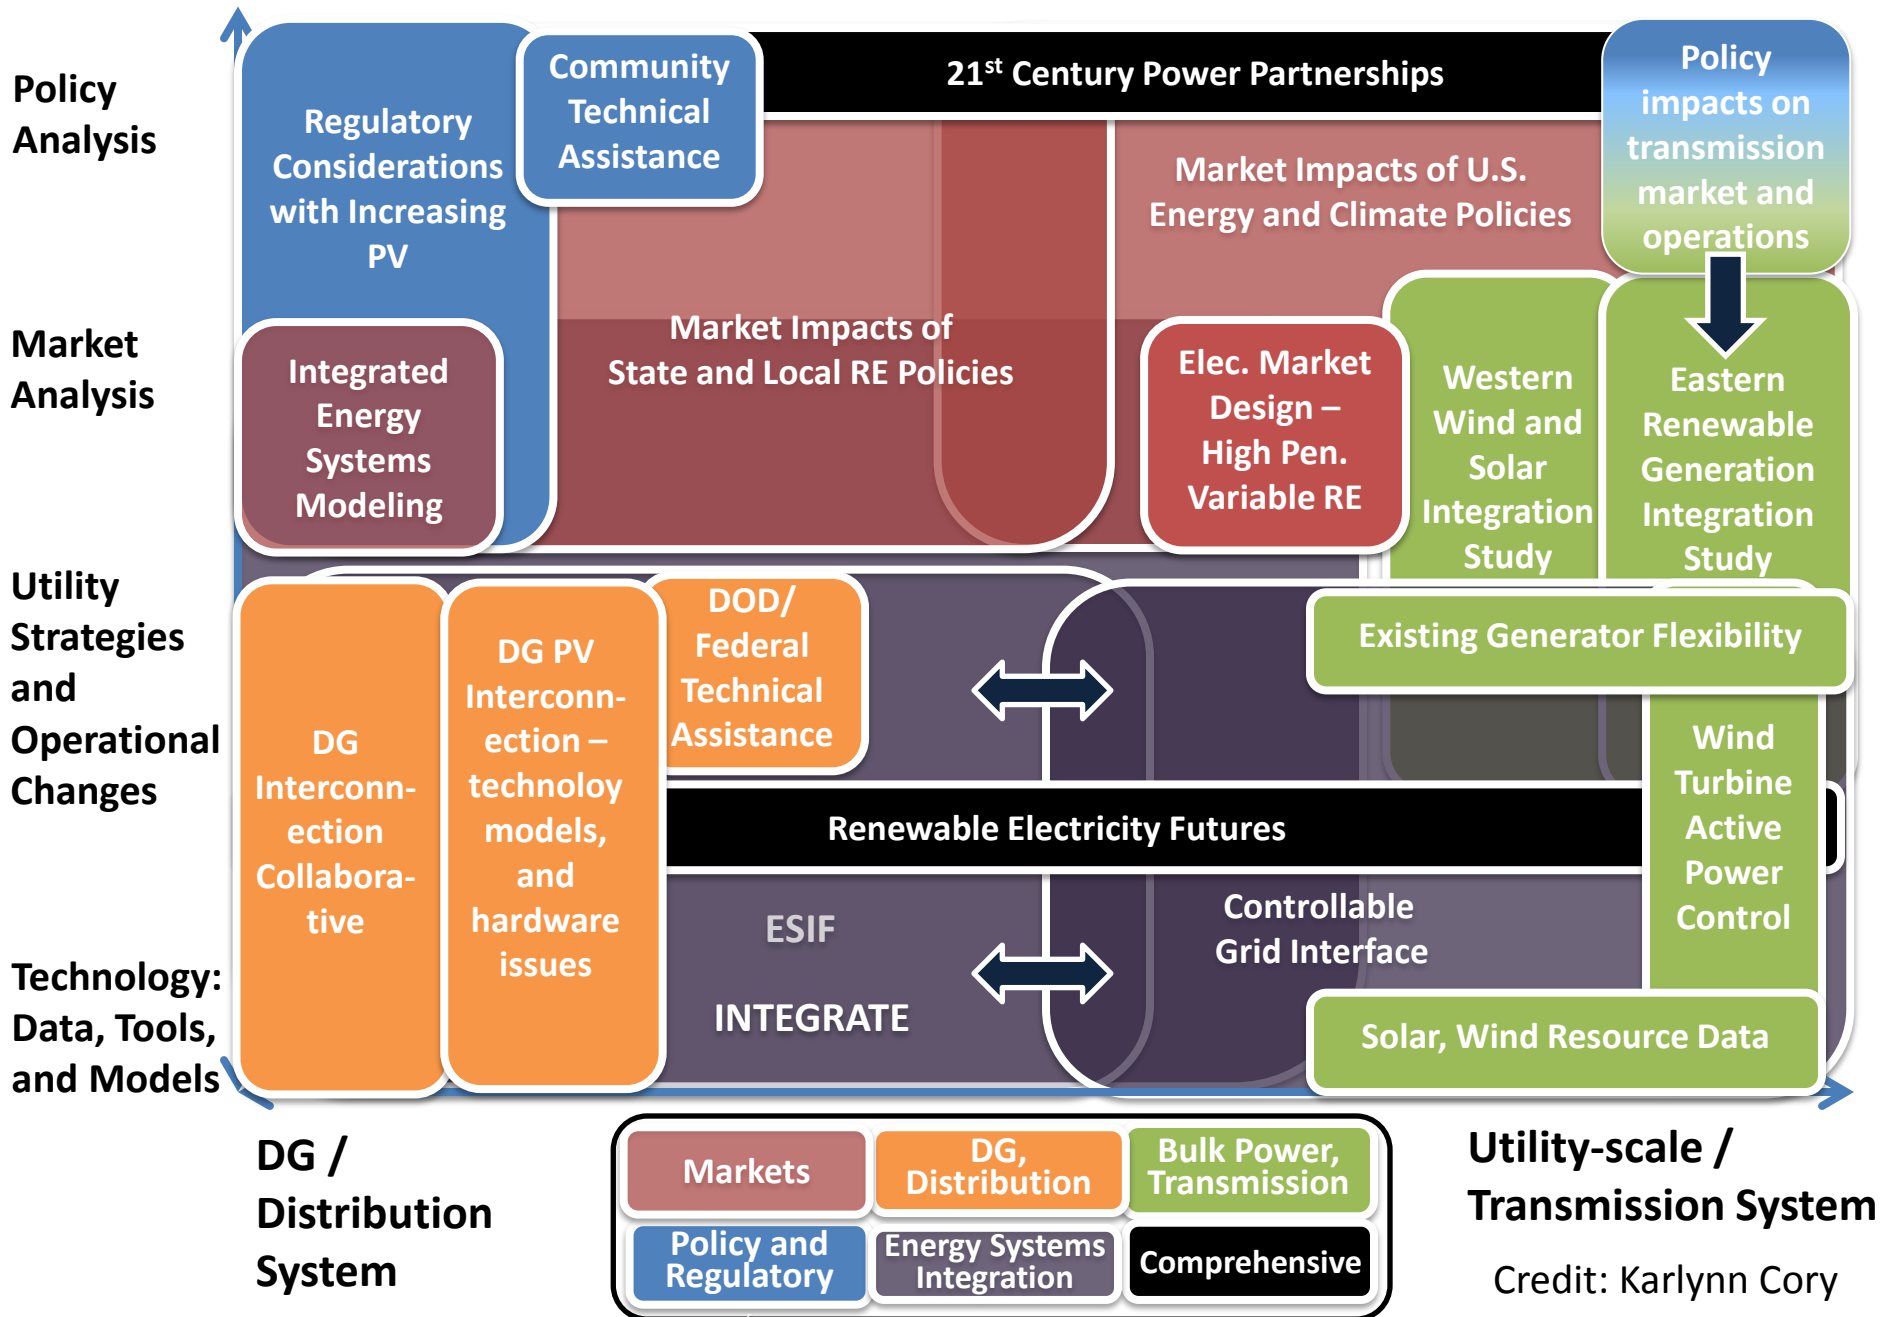 Policy
Analysis
Market
Analysis
Utility
Strategies
and
Operational
Changes
Technology:
Data, Tools,
and Models
Regulatory
Considerations
with Increasing
PV
Community
Technical
Assistance
21st Century Power Partnerships
Policy
impacts on
transmission
market and
operations
Market Impacts of U.S.
Energy and Climate Policies
Market Impacts of
State and Local RE Policies
Integrated
Energy
Systems
Modeling
Elec. Market
Design –
High Pen.
Variable RE
Western
Wind and
Solar
Integration
Study
Eastern
Renewable
Generation
Integration
Study
DG
Interconn-
ection
Collabora-
tive
DG PV
Interconn-
ection –
technoloy
models,
and
hardware
issues
DOD/
Federal
Technical
Assistance
Existing Generator Flexibility
Wind
Turbine
Active
Power
Control
Renewable Electricity Futures
ESIF
INTEGRATE
Controllable
Grid Interface
Solar, Wind Resource Data
DG /
Distribution
System
Markets
DG,
Distribution
Bulk Power,
Transmission
Policy and
Regulatory
Energy Systems
Integration
Comprehensive
Utility-scale /
Transmission System
Credit: Karlynn Cory